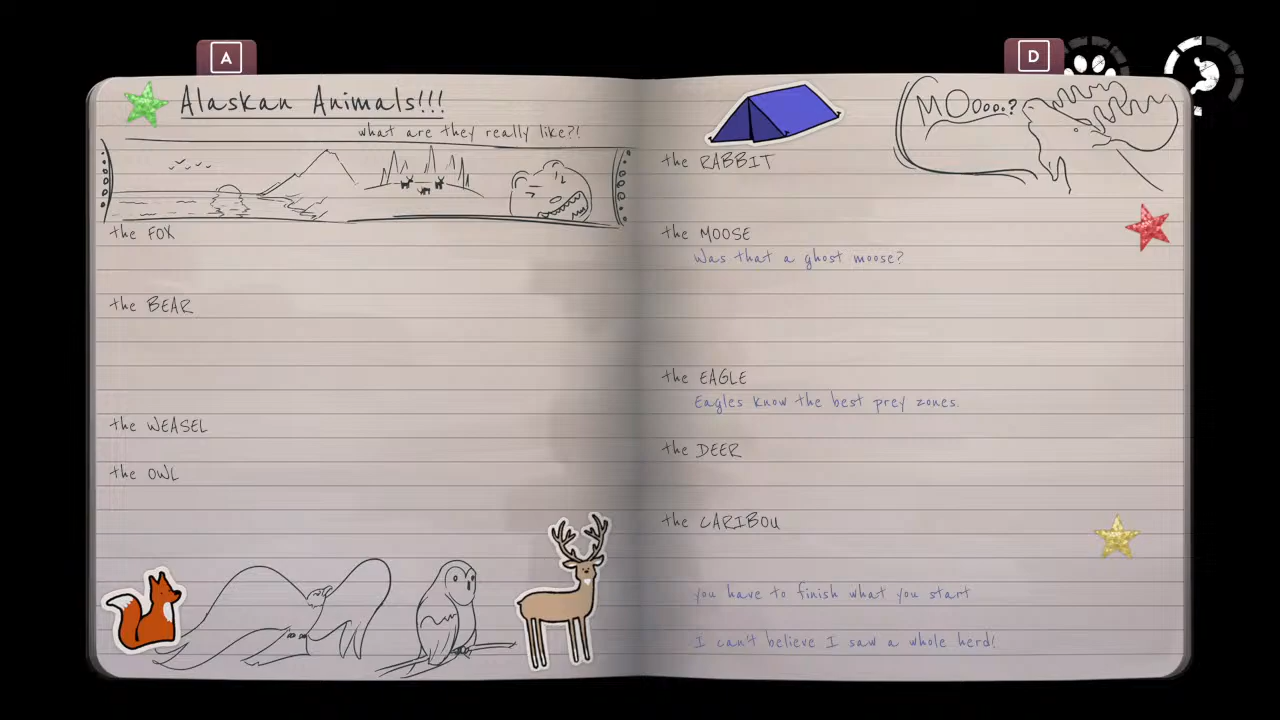 A
D
Alaskan Animals!!!
what are they really like?!
the FOX
the BEAR
the WEASEL
the OWL
MOooo.?
the RABBIT
the MOOSE
Was that a ghost moose?
the EAGLE
Eagles know the best prey zones.
the DEER
the CARIBOU
you have to finish what you start
I can't believe I saw a whole herd!
?